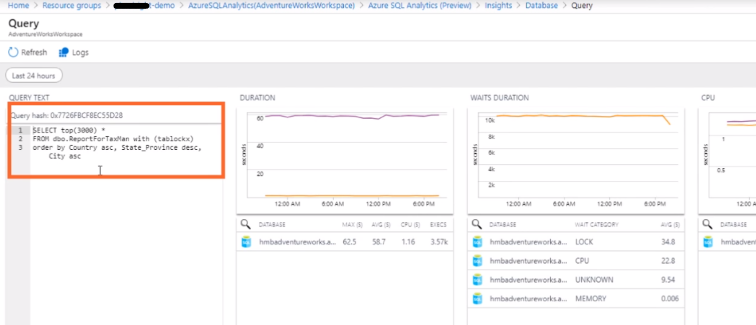 Home > Resource groups > -demo > AzureSQLAnalytics(AdventureWorksWorkspace) > Azure SQL Analytics (Preview) > Insights > Database > Query
Query
AdventureWorksWorkspace
Refresh Logs
Last 24 hours
QUERY TEXT
Query hash: 0x7726FBCF8EC55D28
1 SELECT top(3000) *
2 FROM dbo.ReportForTaxMan with (tablockx)
3 order by Country asc, State_Province desc,
City asc
DURATION
60
40
20
seconds
12:00 AM 6:00 AM 12:00 PM 6:00 PM
DATABASE MAX ($) AVG ($) CPU ($) EXECS
hmbadventureworks.a... 62.5 58.7 1.16 3.57k
WAITS DURATION
10k
8k
6k
4k
2k
seconds
12:00 AM 6:00 AM 12:00 PM 6:00 PM
DATABASE WAIT CATEGORY AVG ($)
hmbadventureworks.a... LOCK 34.8
hmbadventureworks.a... CPU 22.8
hmbadventureworks.a... UNKNOWN 9.54
hmbadventureworks.a... MEMORY 0.006
CPU
1
0.5
seconds
12:00 A
DATABASE
hmbadve